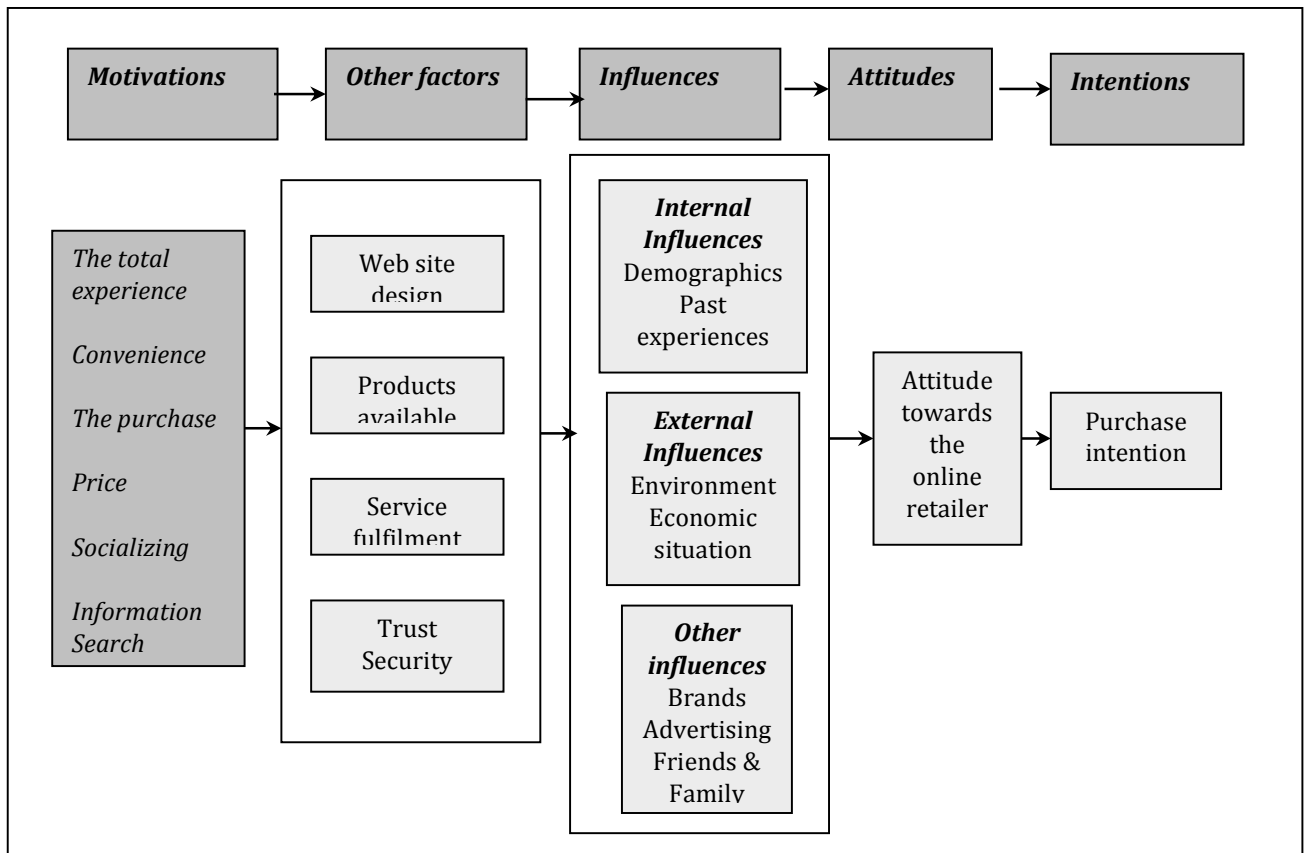 Motivations
Other factors
Influences
Attitudes
Intentions
The total
experience
Convenience
The purchase
Price
Socializing
Information
Search
Web site
design
Products
available
Service
fulfilment
Trust
Security
Internal
Influences
Demographics
Past
experiences
External
Influences
Environment
Economic
situation
Other
influences
Brands
Advertising
Friends &
Family
Attitude
towards
the
online
retailer
Purchase
intention